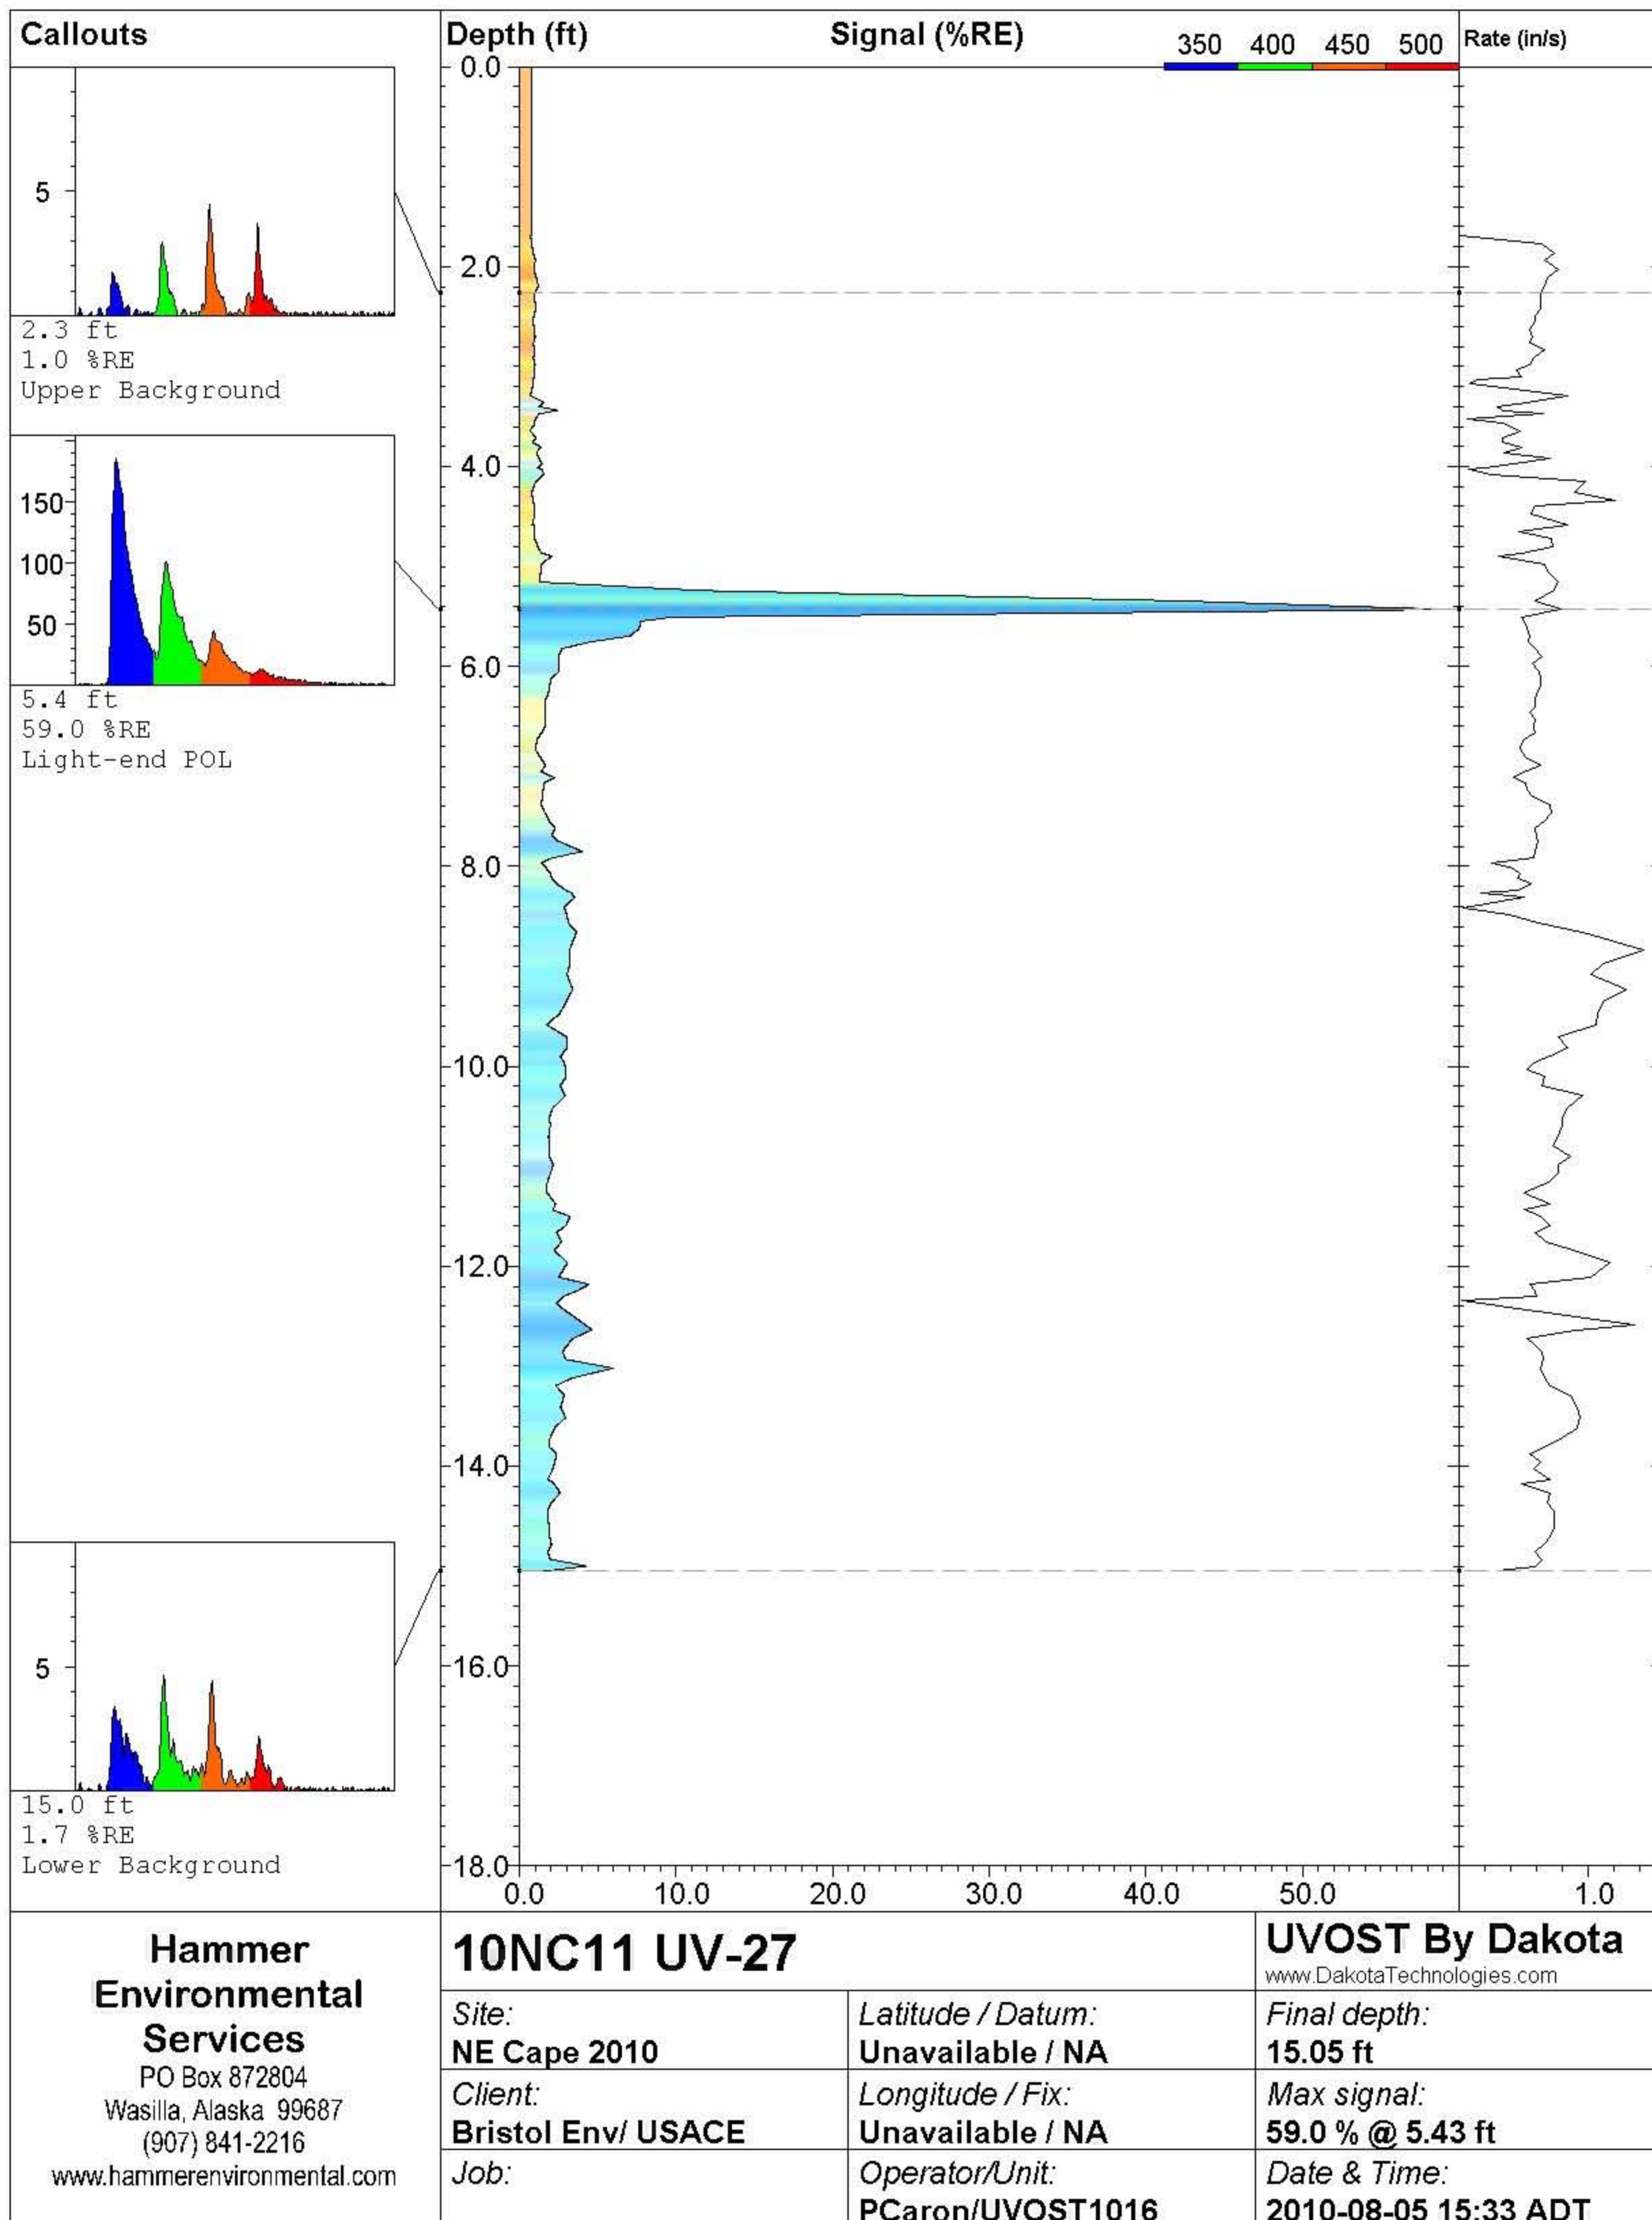 Callouts
Depth (ft)
Signal (%RE)
350 400 450 500
Rate (in/s)
5
2.3 ft
1.0 %RE
Upper Background
150
100
50
5.4 ft
59.0 %RE
Light-end POL
5
15.0 ft
1.7 %RE
Lower Background
0.0
2.0
4.0
6.0
8.0
10.0
12.0
14.0
16.0
18.0
0.0 10.0 20.0 30.0 40.0 50.0
1.0
Hammer
Environmental
Services
PO Box 872804
Wasilla, Alaska 99687
(907) 841-2216
www.hammerenvironmental.com
10NC11 UV-27
UVOST By Dakota
www.DakotaTechnologies.com
Site:
NE Cape 2010
Latitude / Datum:
Unavailable / NA
Final depth:
15.05 ft
Client:
Bristol Env/ USACE
Longitude / Fix:
Unavailable / NA
Max signal:
59.0 % @ 5.43 ft
Job:
Operator/Unit:
PCaron/UVOST1016
Date & Time:
2010-08-05 15:33 ADT